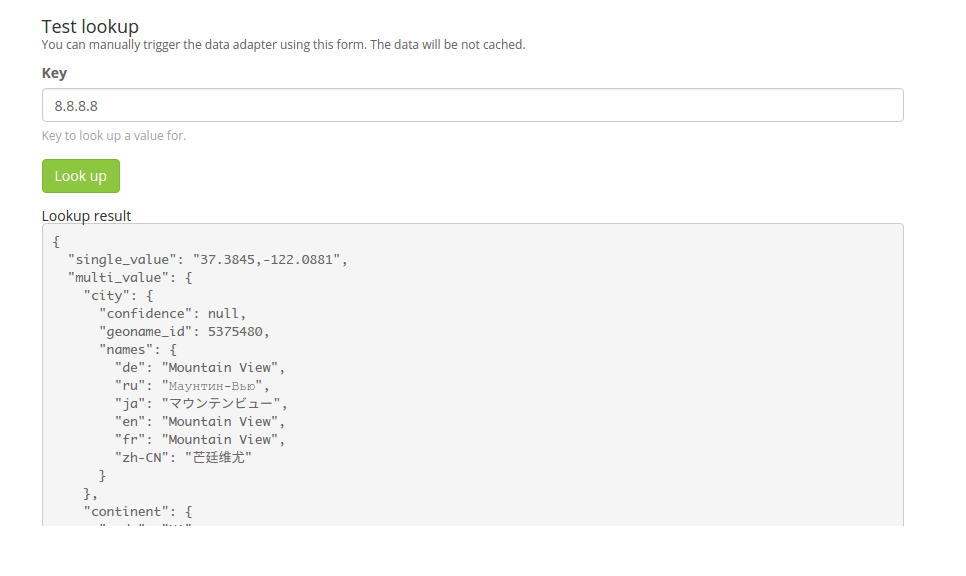 Test lookup
You can manually trigger the data adapter using this form. The data will be not cached.
Key
8.8.8.8
Key to look up a value for.
Look up
Lookup result
{
  "single_value": "37.3845,-122.0881",
  "multi_value": {
    "city": {
      "confidence": null,
      "geoname_id": 5375480,
      "names": {
        "de": "Mountain View",
        "ru": "Маунтин-Вью",
        "ja": "マウンテンビュー",
        "en": "Mountain View",
        "fr": "Mountain View",
        "zh-CN": "芒廷维尤"
      }
    },
    "continent": {